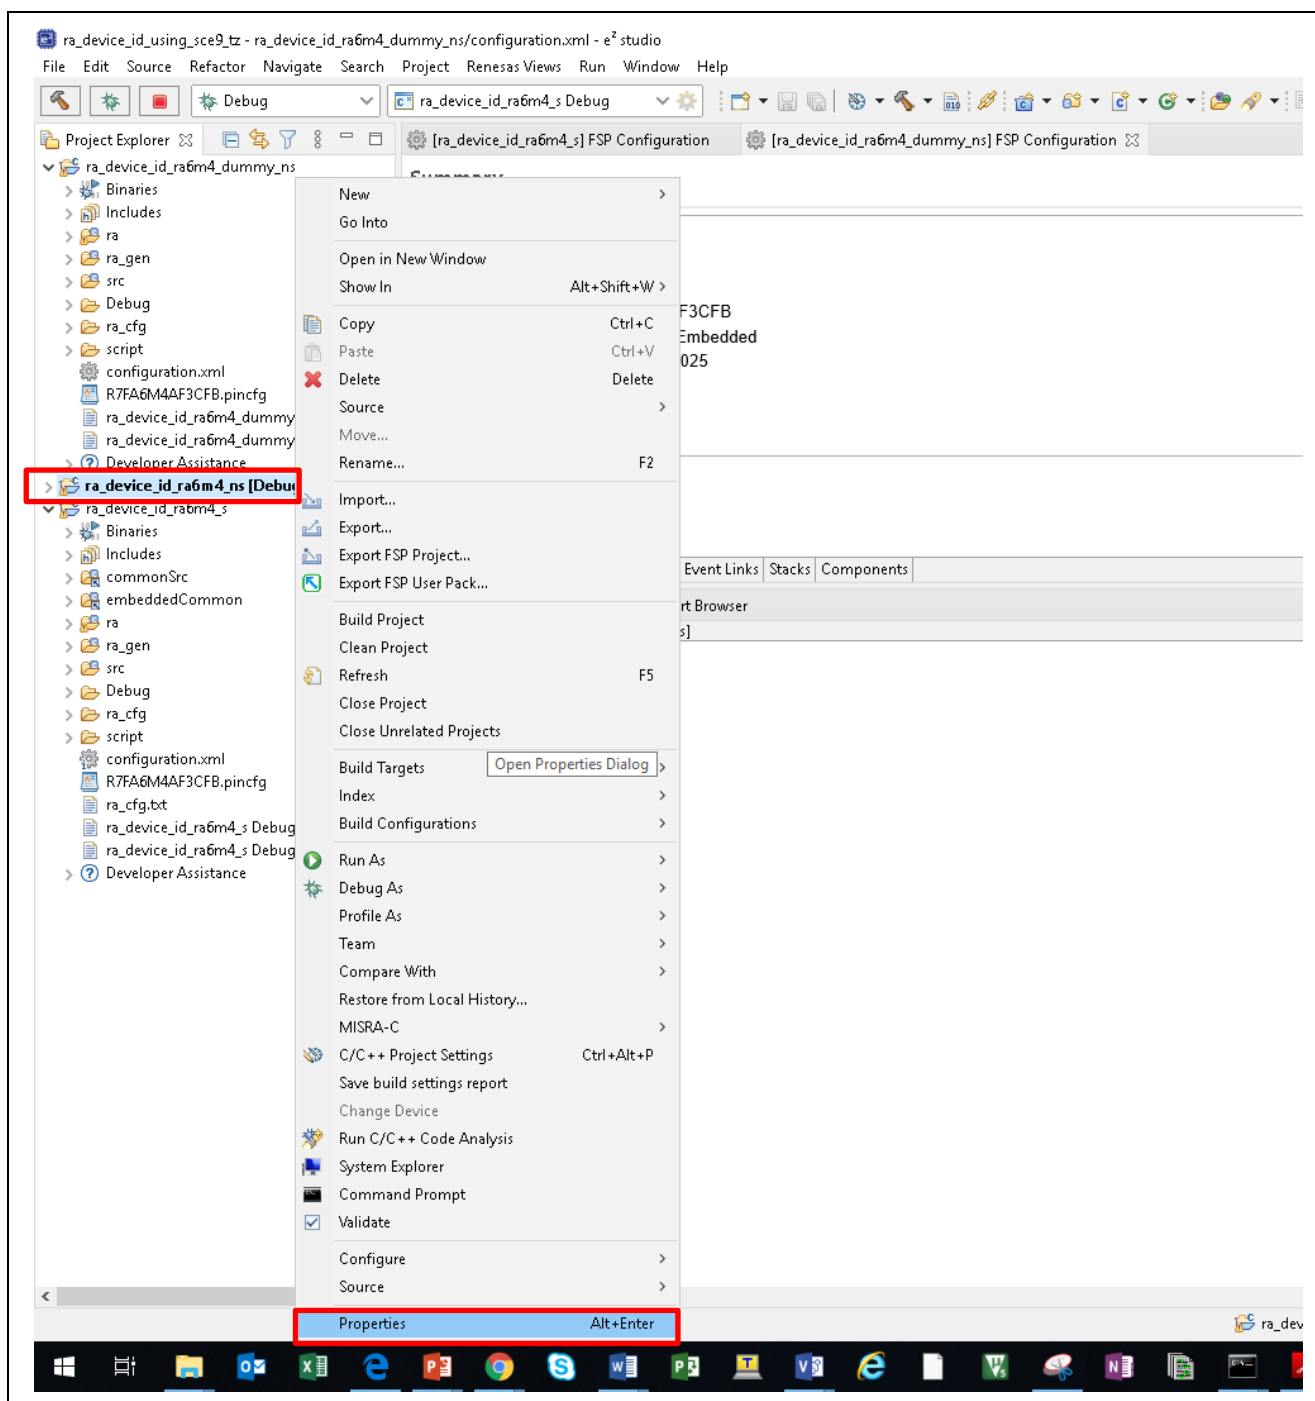 ra_device_id_using_sce9_tz - ra_device_id_ra6m4_dummy_ns/configuration.xml - e² studio
File Edit Source Refactor Navigate Search Project Renesas Views Run Window Help
Debug ra_device_id_ra6m4_s Debug
Project Explorer [ra_device_id_ra6m4_s] FSP Configuration [ra_device_id_ra6m4_dummy_ns] FSP Configuration
ra_device_id_ra6m4_dummy_ns
Binaries
Includes
ra
ra_gen
src
Debug
ra_cfg
script
configuration.xml
R7FA6M4AF3CFB.pincfg
ra_device_id_ra6m4_dummy
ra_device_id_ra6m4_dummy
Developer Assistance
ra_device_id_ra6m4_ns [Debug
ra_device_id_ra6m4_s
Binaries
Includes
commonSrc
embeddedCommon
ra
ra_gen
src
Debug
ra_cfg
script
configuration.xml
R7FA6M4AF3CFB.pincfg
ra_cfg.txt
ra_device_id_ra6m4_s Debug
ra_device_id_ra6m4_s Debug
Developer Assistance
New
Go Into
Open in New Window
Show In Alt+Shift+W
Copy Ctrl+C
Paste Ctrl+V
Delete Delete
Source
Move...
Rename... F2
Import...
Export...
Export FSP Project...
Export FSP User Pack...
Build Project
Clean Project
Refresh F5
Close Project
Close Unrelated Projects
Build Targets
Open Properties Dialog
Index
Build Configurations
Run As
Debug As
Profile As
Team
Compare With
Restore from Local History...
MISRA-C
C/C++ Project Settings Ctrl+Alt+P
Save build settings report
Change Device
Run C/C++ Code Analysis
System Explorer
Command Prompt
Validate
Configure
Source
Properties Alt+Enter
F3CFB
Embedded
025
Event Links Stacks Components
rt Browser
s]
ra_dev